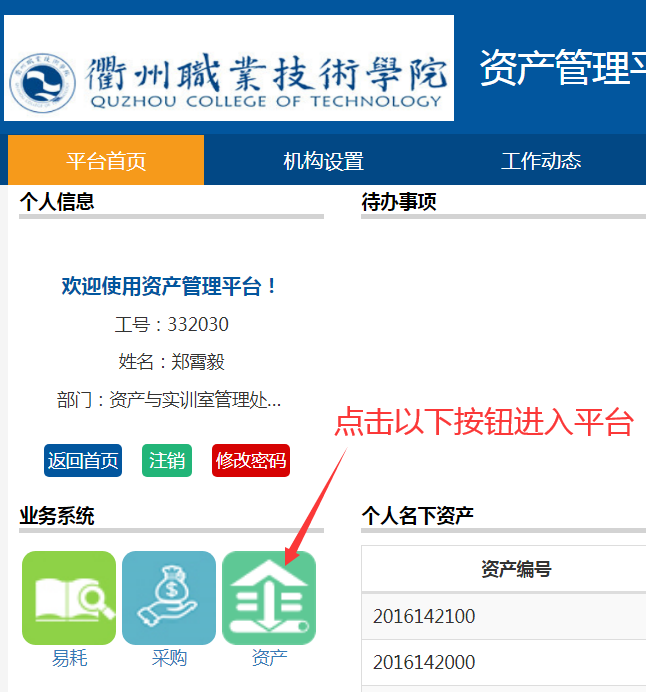 衢州職業技術學院
QUZHOU COLLEGE OF TECHNOLOGY
资产管理平
平台首页
机构设置
工作动态
个人信息
欢迎使用资产管理平台！
工号：332030
姓名：郑霄毅
部门：资产与实训室管理处...
返回首页 注销 修改密码
待办事项
点击以下按钮进入平台
业务系统
易耗 采购 资产
个人名下资产
资产编号
2016142100
2016142000